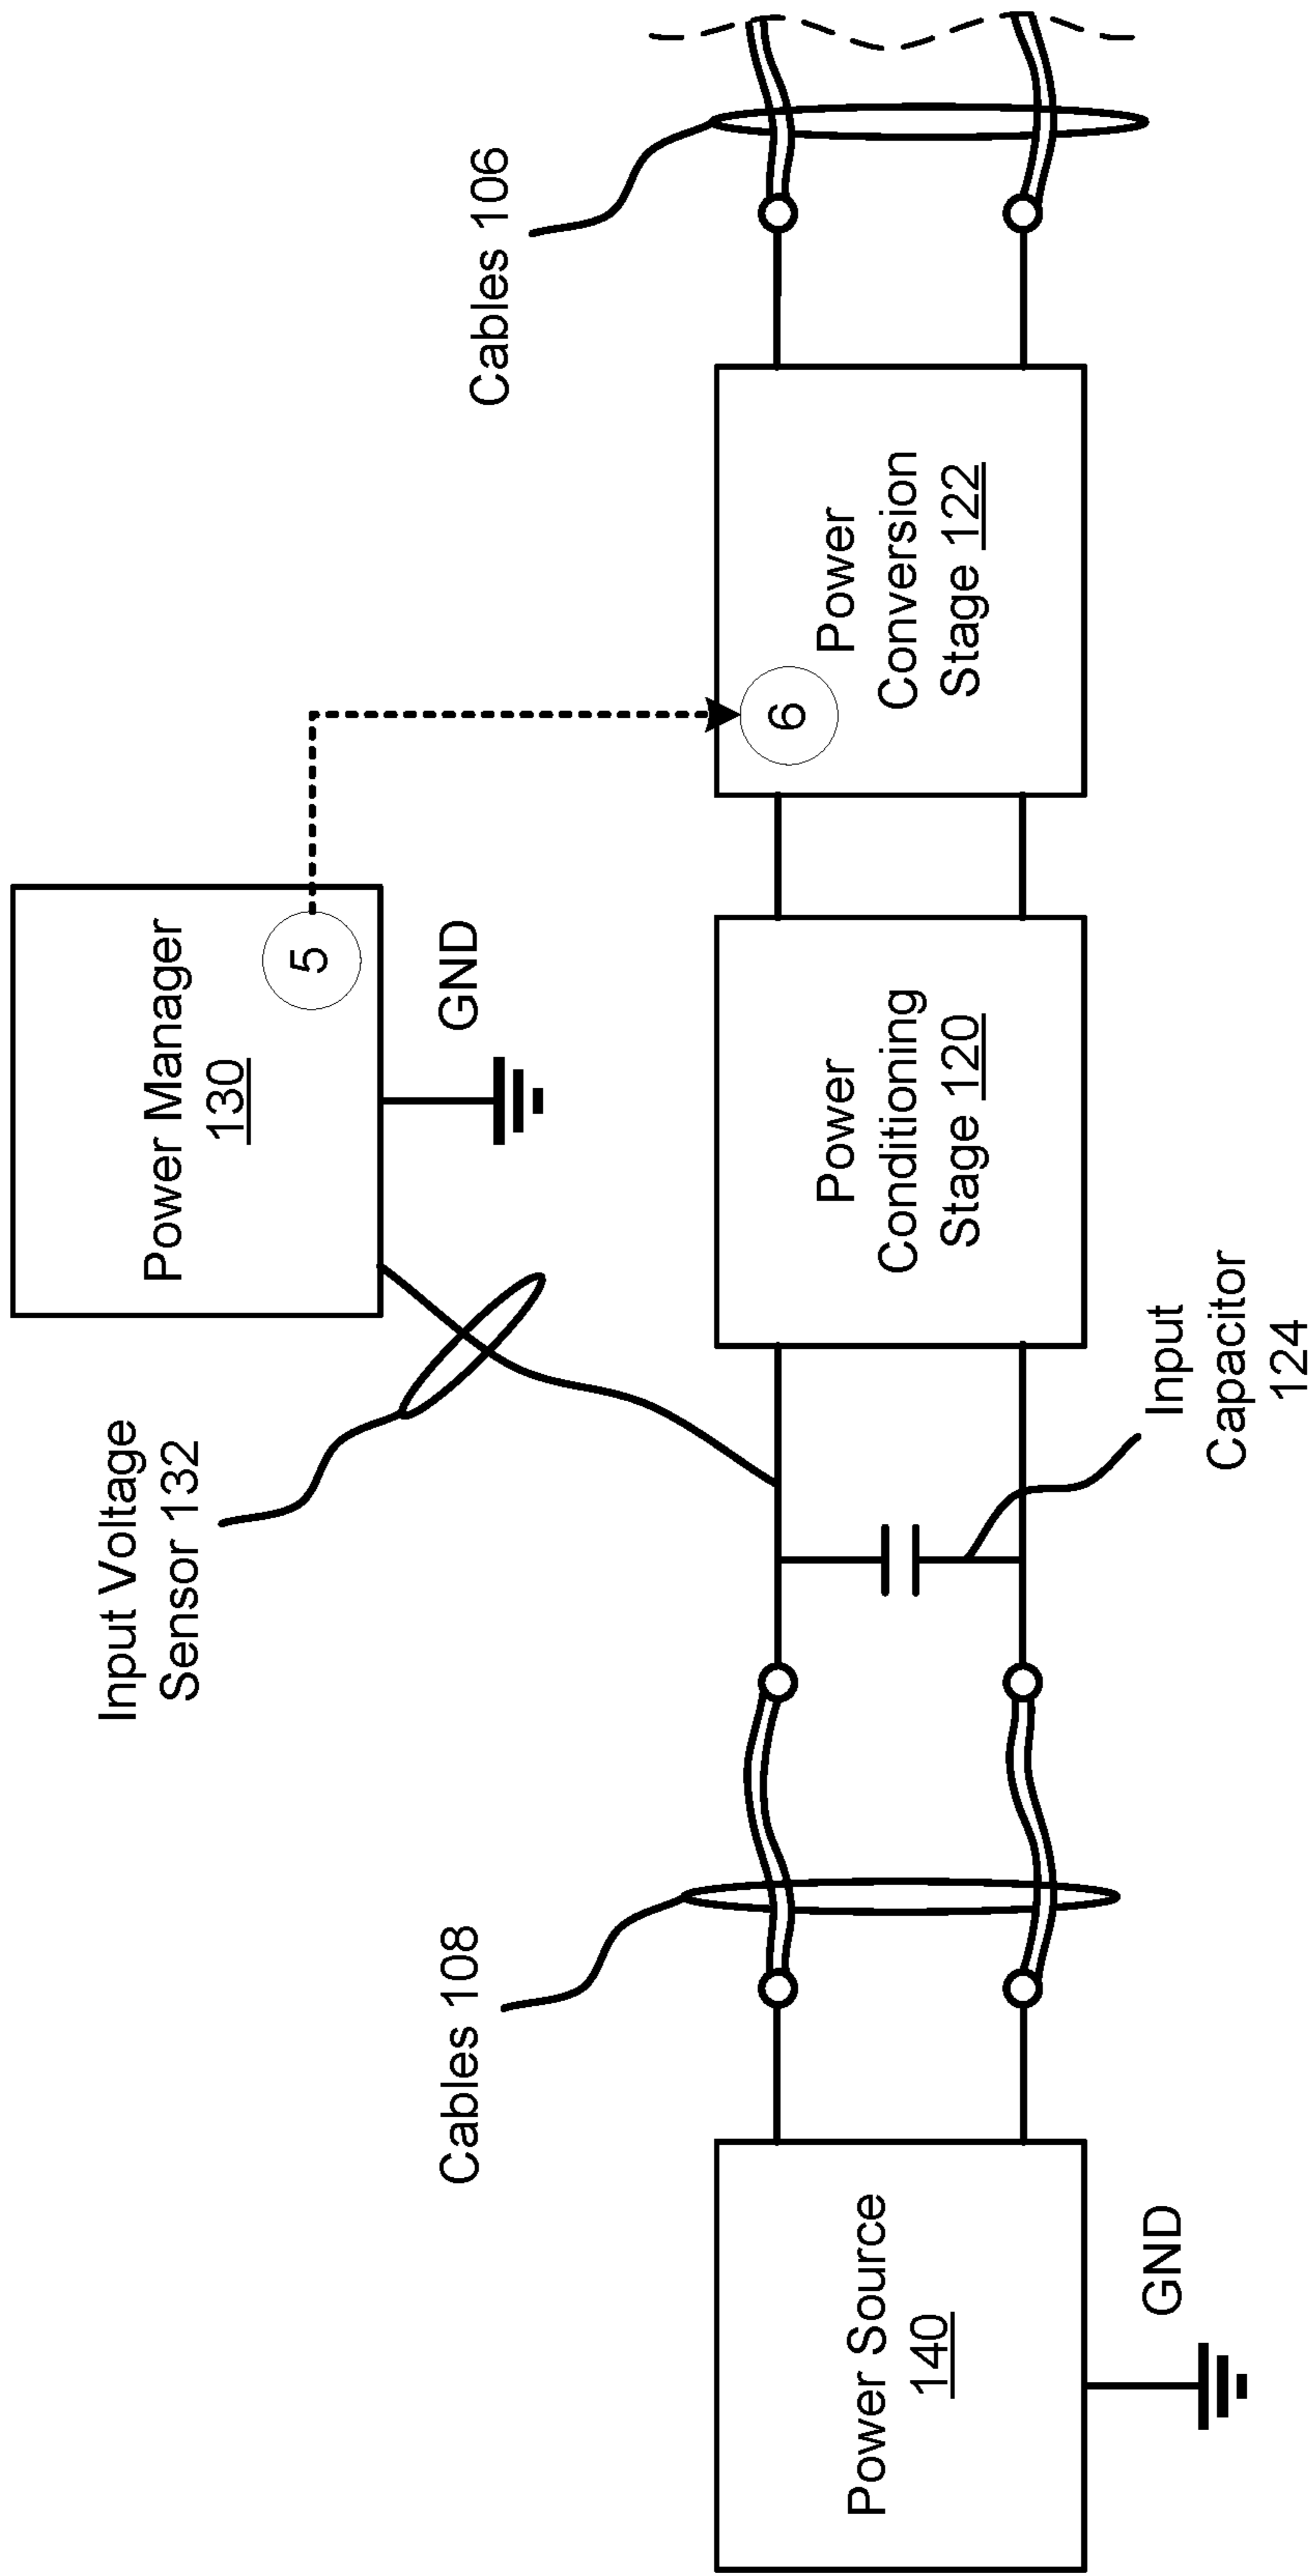 Power Manager
130
5
GND
Input Voltage
Sensor 132
Cables 108
Cables 106
Power Source
140
GND
Power
Conditioning
Stage 120
6
Power
Conversion
Stage 122
Input
Capacitor
124